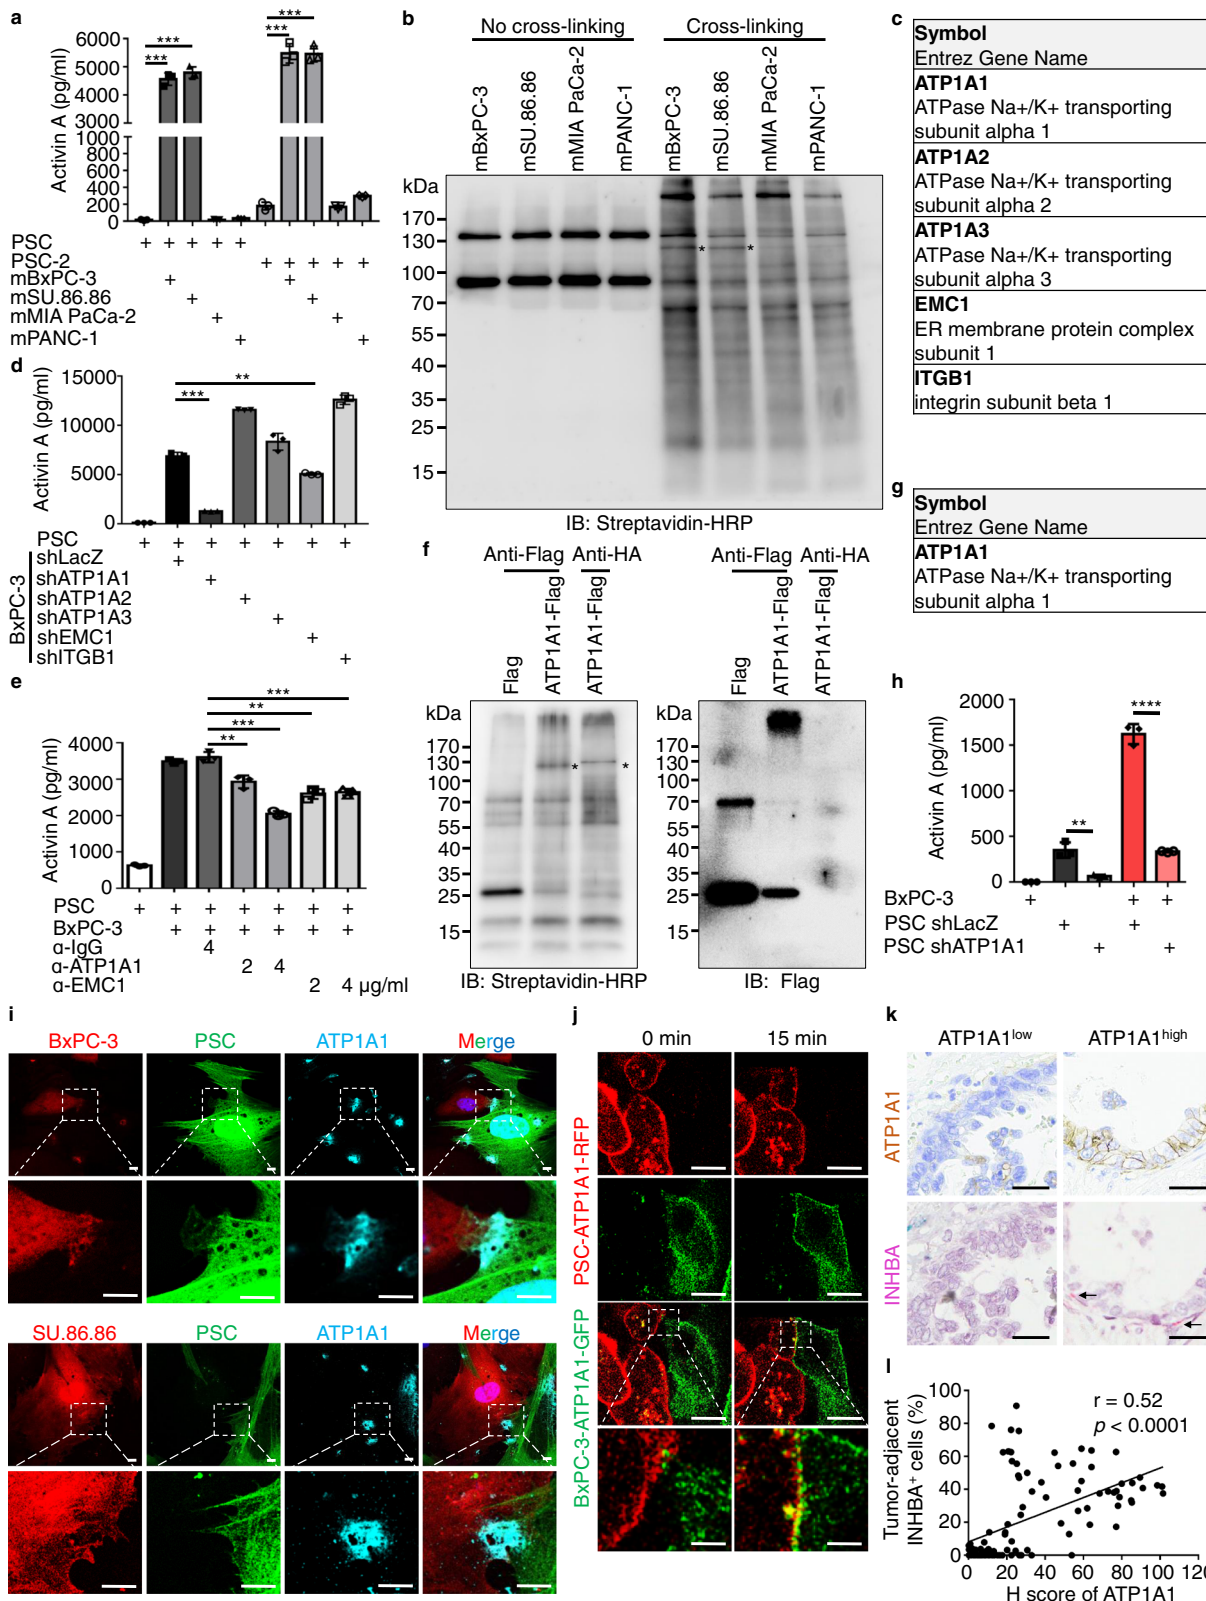 a
***
***
***
***
Activin A (pg/ml)
6000
5000
4000
1000
800
600
400
200
0
PSC + + + + +
PSC-2 + + + + +
mBxPC-3 + +
mSU.86.86 + +
mMIA PaCa-2 + +
mPANC-1 + +
b
No cross-linking Cross-linking
mBxPC-3 mSU.86.86 mMIA PaCa-2 mPANC-1 mBxPC-3 mSU.86.86 mMIA PaCa-2 mPANC-1
kDa
170
130 * *
100
70
55
40
35
25
15
IB: Streptavidin-HRP
c
Symbol
Entrez Gene Name
ATP1A1
ATPase Na+/K+ transporting
subunit alpha 1
ATP1A2
ATPase Na+/K+ transporting
subunit alpha 2
ATP1A3
ATPase Na+/K+ transporting
subunit alpha 3
EMC1
ER membrane protein complex
subunit 1
ITGB1
integrin subunit beta 1
d
**
***
Activin A (pg/ml)
15000
10000
5000
0
PSC + + + + + + +
BxPC-3
shLacZ +
shATP1A1 +
shATP1A2 +
shATP1A3 +
shEMC1 +
shITGB1 +
e
***
**
***
**
Activin A (pg/ml)
4000
3000
2000
1000
0
PSC + + + + + + +
BxPC-3 + + + + + +
α-IgG 4
α-ATP1A1 2 4
α-EMC1 2 4 μg/ml
f
Anti-Flag Anti-HA
Flag ATP1A1-Flag ATP1A1-Flag
kDa
170
130 * *
100
70
55
40
35
25
15
IB: Streptavidin-HRP
Anti-Flag Anti-HA
Flag ATP1A1-Flag ATP1A1-Flag
kDa
170
130
100
70
55
40
35
25
15
IB: Flag
g
Symbol
Entrez Gene Name
ATP1A1
ATPase Na+/K+ transporting
subunit alpha 1
h
****
**
Activin A (pg/ml)
2000
1500
1000
500
0
BxPC-3 + + +
PSC shLacZ + +
PSC shATP1A1 + +
i
BxPC-3 PSC ATP1A1 Merge
SU.86.86 PSC ATP1A1 Merge
j
0 min 15 min
PSC-ATP1A1-RFP
BxPC-3-ATP1A1-GFP
k
ATP1A1low ATP1A1high
ATP1A1
INHBA
l
Tumor-adjacent
INHBA+ cells (%)
100
80
60
40
20
0
r = 0.52
p < 0.0001
0 20 40 60 80 100 120
H score of ATP1A1